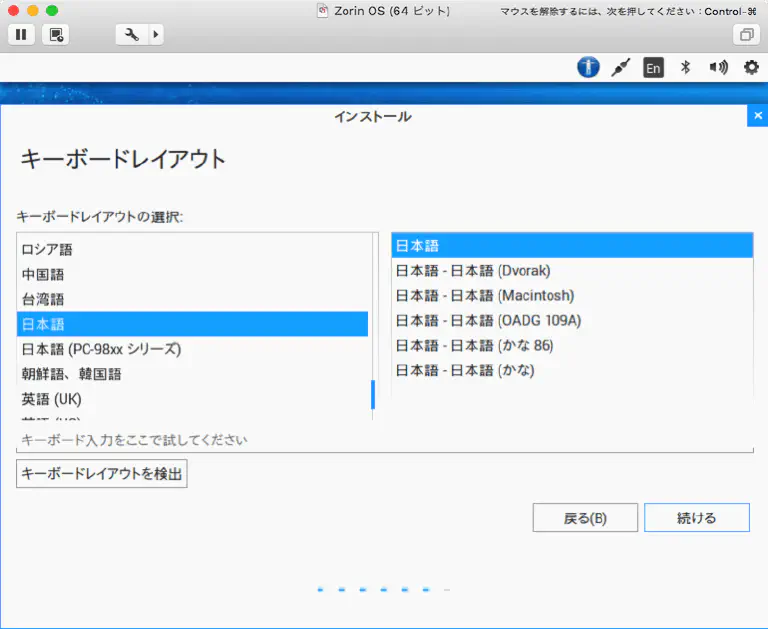 Zorin OS (64 ビット)
マウスを解除するには、次を押してください：Control-⌘
En
インストール
キーボードレイアウト
キーボードレイアウトの選択:
ロシア語
中国語
台湾語
日本語
日本語 (PC-98xx シリーズ)
朝鮮語、韓国語
英語 (UK)
日本語
日本語 - 日本語 (Dvorak)
日本語 - 日本語 (Macintosh)
日本語 - 日本語 (OADG 109A)
日本語 - 日本語 (かな 86)
日本語 - 日本語 (かな)
キーボード入力をここで試してください
キーボードレイアウトを検出
戻る(B)
続ける